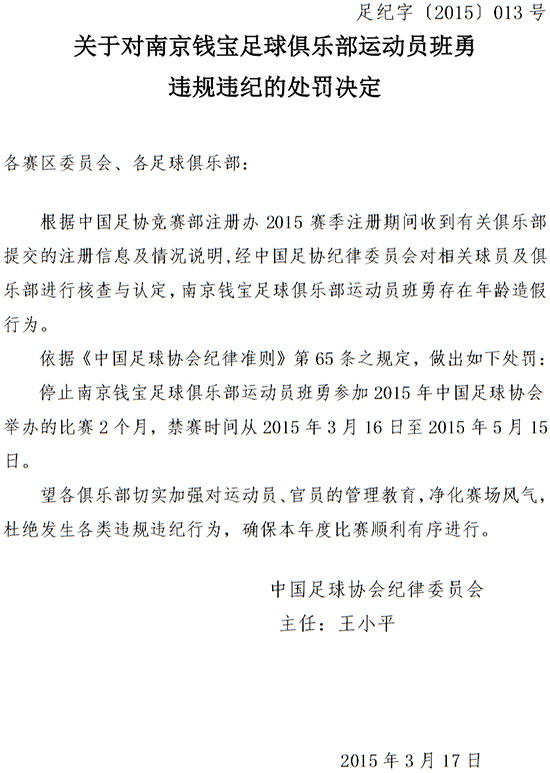 足纪字〔2015〕013 号
关于对南京钱宝足球俱乐部运动员班勇
违规违纪的处罚决定
各赛区委员会、各足球俱乐部：
根据中国足协竞赛部注册办 2015 赛季注册期间收到有关俱乐部
提交的注册信息及情况说明,经中国足协纪律委员会对相关球员及俱
乐部进行核查与认定,南京钱宝足球俱乐部运动员班勇存在年龄造假
行为。
依据《中国足球协会纪律准则》第 65 条之规定，做出如下处罚：
停止南京钱宝足球俱乐部运动员班勇参加 2015 年中国足球协会
举办的比赛 2 个月，禁赛时间从 2015 年 3 月 16 日至 2015 年 5 月 15
日。
望各俱乐部切实加强对运动员、官员的管理教育,净化赛场风气,
杜绝发生各类违规违纪行为，确保本年度比赛顺利有序进行。
中国足球协会纪律委员会
主任：王小平
2015 年 3 月 17 日